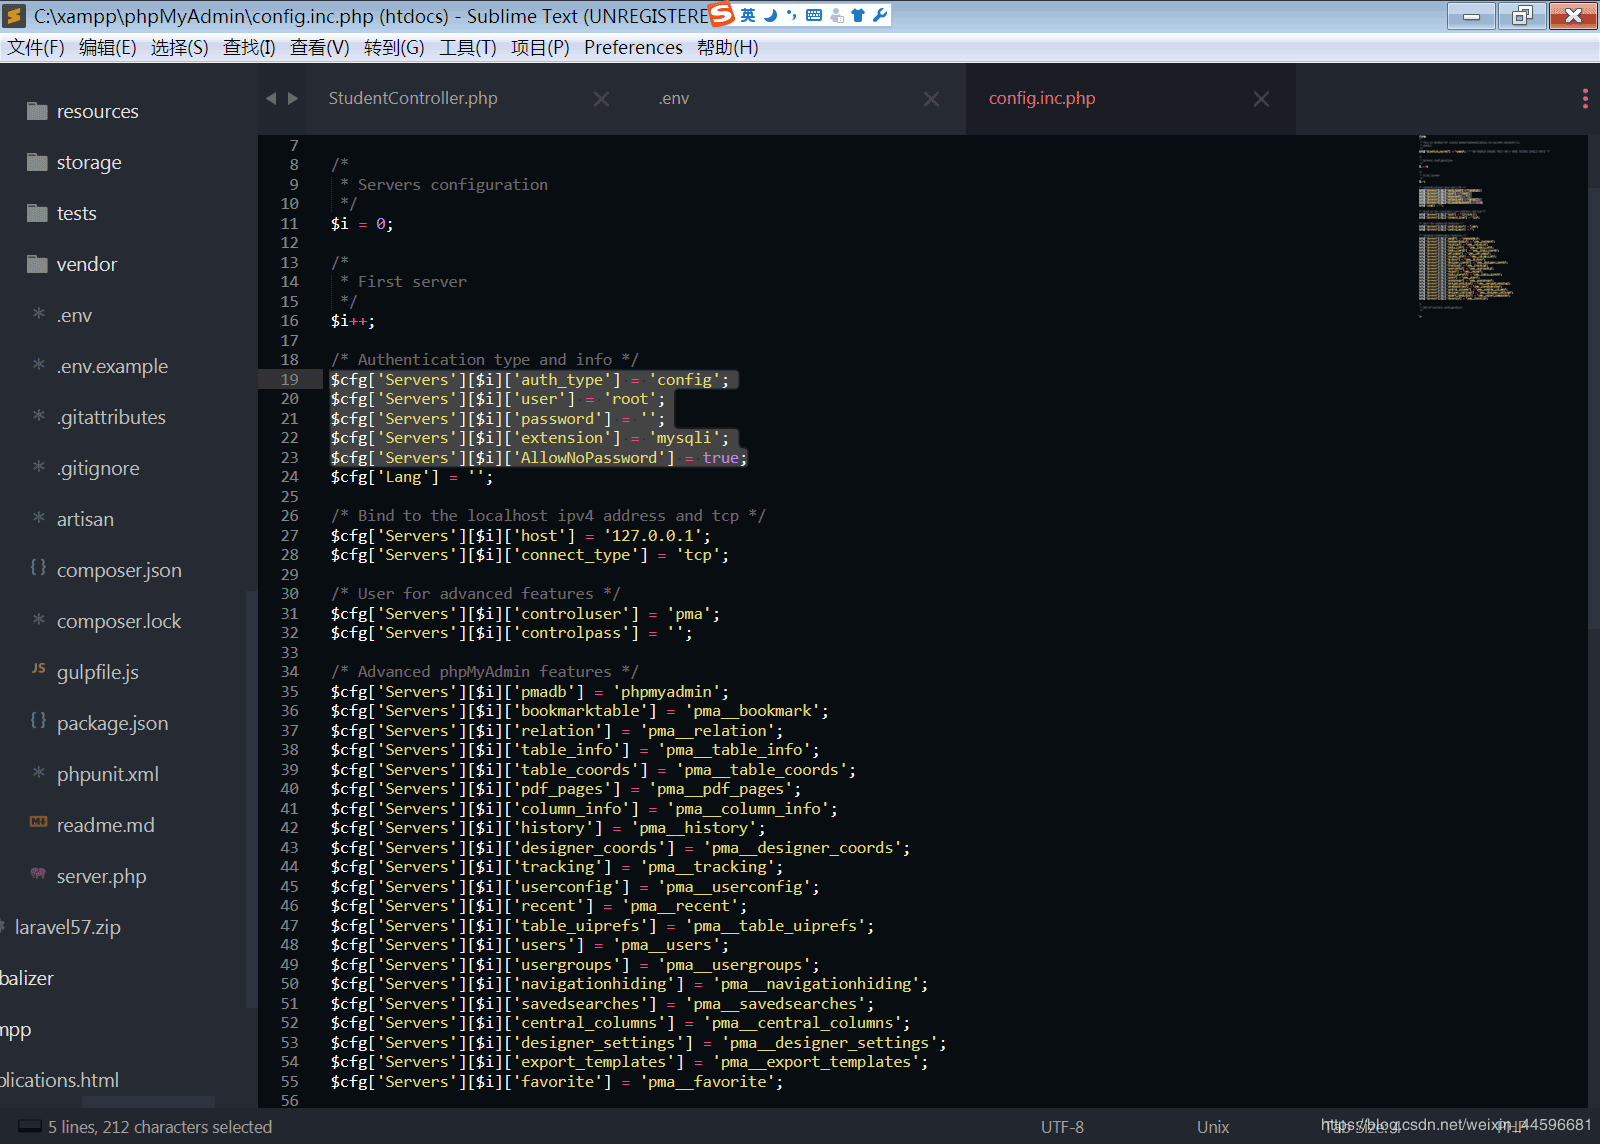 C:\xampp\phpMyAdmin\config.inc.php (htdocs) - Sublime Text (UNREGISTERE
英
文件(F) 编辑(E) 选择(S) 查找(I) 查看(V) 转到(G) 工具(T) 项目(P) Preferences 帮助(H)
resources
storage
tests
vendor
.env
.env.example
.gitattributes
.gitignore
artisan
composer.json
composer.lock
gulpfile.js
package.json
phpunit.xml
readme.md
server.php
laravel57.zip
balizer
mpp
plications.html
StudentController.php .env config.inc.php
7
8 /*
9 * Servers configuration
10 */
11 $i = 0;
12
13 /*
14 * First server
15 */
16 $i++;
17
18 /* Authentication type and info */
19 $cfg['Servers'][$i]['auth_type'] = 'config';
20 $cfg['Servers'][$i]['user'] = 'root';
21 $cfg['Servers'][$i]['password'] = '';
22 $cfg['Servers'][$i]['extension'] = 'mysqli';
23 $cfg['Servers'][$i]['AllowNoPassword'] = true;
24 $cfg['Lang'] = '';
25
26 /* Bind to the localhost ipv4 address and tcp */
27 $cfg['Servers'][$i]['host'] = '127.0.0.1';
28 $cfg['Servers'][$i]['connect_type'] = 'tcp';
29
30 /* User for advanced features */
31 $cfg['Servers'][$i]['controluser'] = 'pma';
32 $cfg['Servers'][$i]['controlpass'] = '';
33
34 /* Advanced phpMyAdmin features */
35 $cfg['Servers'][$i]['pmadb'] = 'phpmyadmin';
36 $cfg['Servers'][$i]['bookmarktable'] = 'pma__bookmark';
37 $cfg['Servers'][$i]['relation'] = 'pma__relation';
38 $cfg['Servers'][$i]['table_info'] = 'pma__table_info';
39 $cfg['Servers'][$i]['table_coords'] = 'pma__table_coords';
40 $cfg['Servers'][$i]['pdf_pages'] = 'pma__pdf_pages';
41 $cfg['Servers'][$i]['column_info'] = 'pma__column_info';
42 $cfg['Servers'][$i]['history'] = 'pma__history';
43 $cfg['Servers'][$i]['designer_coords'] = 'pma__designer_coords';
44 $cfg['Servers'][$i]['tracking'] = 'pma__tracking';
45 $cfg['Servers'][$i]['userconfig'] = 'pma__userconfig';
46 $cfg['Servers'][$i]['recent'] = 'pma__recent';
47 $cfg['Servers'][$i]['table_uiprefs'] = 'pma__table_uiprefs';
48 $cfg['Servers'][$i]['users'] = 'pma__users';
49 $cfg['Servers'][$i]['usergroups'] = 'pma__usergroups';
50 $cfg['Servers'][$i]['navigationhiding'] = 'pma__navigationhiding';
51 $cfg['Servers'][$i]['savedsearches'] = 'pma__savedsearches';
52 $cfg['Servers'][$i]['central_columns'] = 'pma__central_columns';
53 $cfg['Servers'][$i]['designer_settings'] = 'pma__designer_settings';
54 $cfg['Servers'][$i]['export_templates'] = 'pma__export_templates';
55 $cfg['Servers'][$i]['favorite'] = 'pma__favorite';
56
5 lines, 212 characters selected UTF-8 Unix
https://blog.csdn.net/weixin_44596681